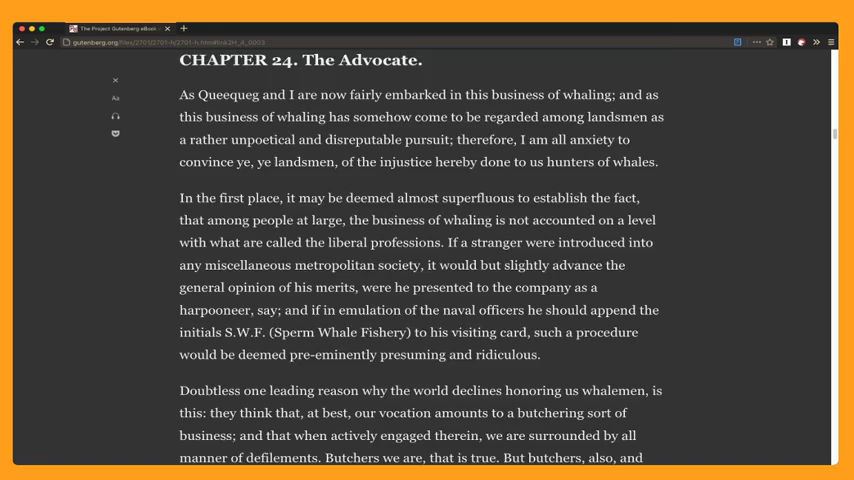 The Project Gutenberg eBook
gutenberg.org/files/2701/2701-h/2701-h.htm#link2H_4_0003
CHAPTER 24. The Advocate.
Aa
As Queequeg and I are now fairly embarked in this business of whaling; and as
this business of whaling has somehow come to be regarded among landsmen as
a rather unpoetical and disreputable pursuit; therefore, I am all anxiety to
convince ye, ye landsmen, of the injustice hereby done to us hunters of whales.
In the first place, it may be deemed almost superfluous to establish the fact,
that among people at large, the business of whaling is not accounted on a level
with what are called the liberal professions. If a stranger were introduced into
any miscellaneous metropolitan society, it would but slightly advance the
general opinion of his merits, were he presented to the company as a
harpooneer, say; and if in emulation of the naval officers he should append the
initials S.W.F. (Sperm Whale Fishery) to his visiting card, such a procedure
would be deemed pre-eminently presuming and ridiculous.
Doubtless one leading reason why the world declines honoring us whalemen, is
this: they think that, at best, our vocation amounts to a butchering sort of
business; and that when actively engaged therein, we are surrounded by all
manner of defilements. Butchers we are, that is true. But butchers, also, and